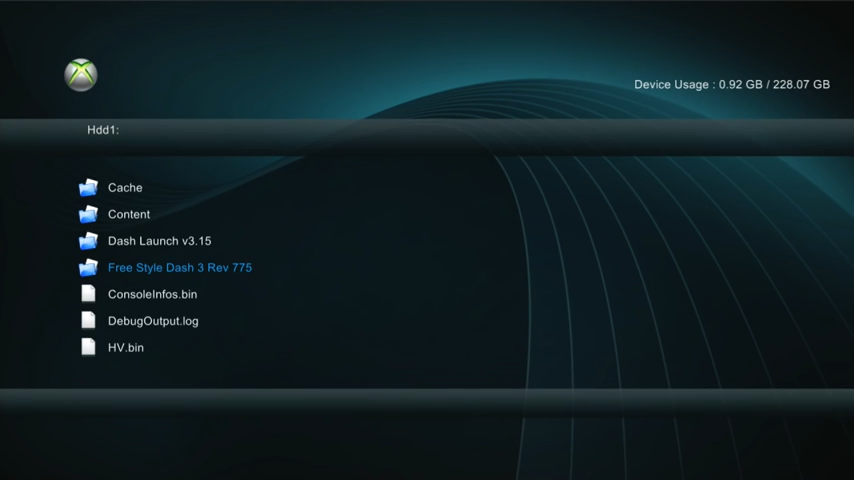 Device Usage : 0.92 GB / 228.07 GB
Hdd1:
Cache
Content
Dash Launch v3.15
Free Style Dash 3 Rev 775
ConsoleInfos.bin
DebugOutput.log
HV.bin